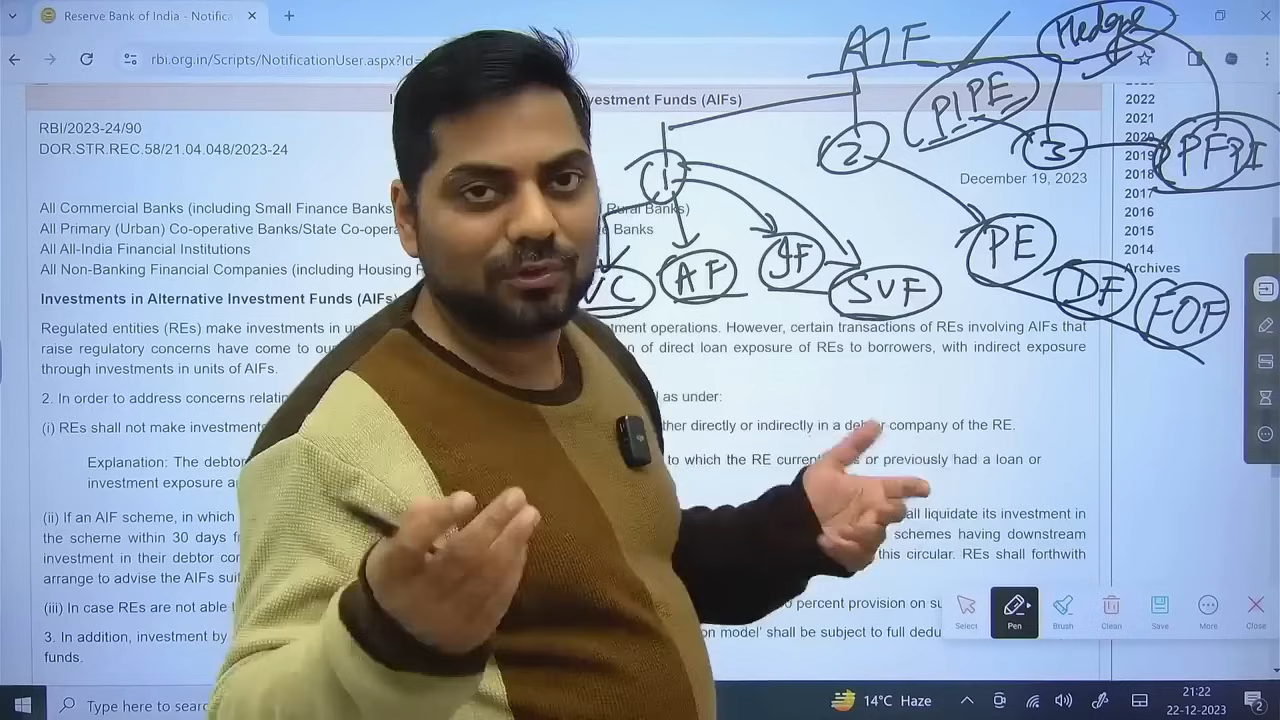 Reserve Bank of India - Notifica
rbi.org.in/Scripts/NotificationUser.aspx?Id=
AIF
Hedge
PIPE
1
2
3
PFPI
VC
AF
SVF
PE
DF
FOF
vestment Funds (AIFs)
RBI/2023-24/90
DOR.STR.REC.58/21.04.048/2023-24
December 19, 2023
All Commercial Banks (including Small Finance Banks Rural Banks)
All Primary (Urban) Co-operative Banks/State Co-opera Banks
All All-India Financial Institutions
All Non-Banking Financial Companies (including Housing F
Investments in Alternative Investment Funds (AIFs)
Regulated entities (REs) make investments in tment operations. However, certain transactions of REs involving AIFs that
raise regulatory concerns have come to n of direct loan exposure of REs to borrowers, with indirect exposure
through investments in units of AIFs.
2. In order to address concerns relatin as under:
(i) REs shall not make investments ther directly or indirectly in a debtor company of the RE.
Explanation: The debtor to which the RE currently or previously had a loan or
investment exposure
(ii) If an AIF scheme, in which all liquidate its investment in
the scheme within 30 days schemes having downstream
investment in their debtor this circular. REs shall forthwith
arrange to advise the AIFs
(iii) In case REs are not able percent provision on
3. In addition, investment by on model' shall be subject to full
funds.
2022
2021
2020
2019
2018
2017
2016
2015
2014
Archives
Select
Pen
Brush
Clean
Save
More
Close
Type here to
14°C Haze
21:22
22-12-2023
2